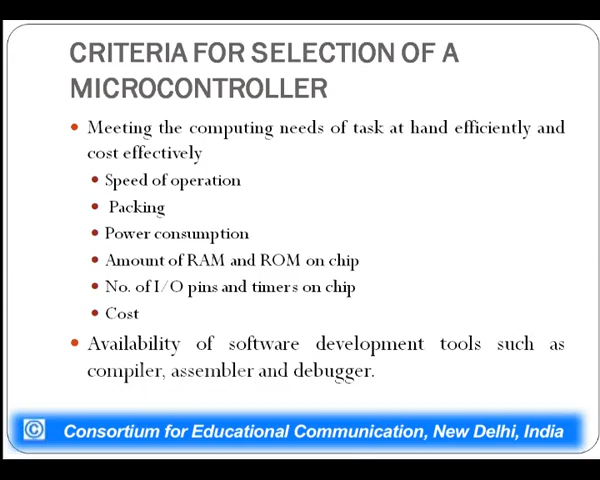 CRITERIA FOR SELECTION OF A
MICROCONTROLLER
• Meeting the computing needs of task at hand efficiently and
cost effectively
• Speed of operation
• Packing
• Power consumption
• Amount of RAM and ROM on chip
• No. of I/O pins and timers on chip
• Cost
• Availability of software development tools such as
compiler, assembler and debugger.
© Consortium for Educational Communication, New Delhi, India